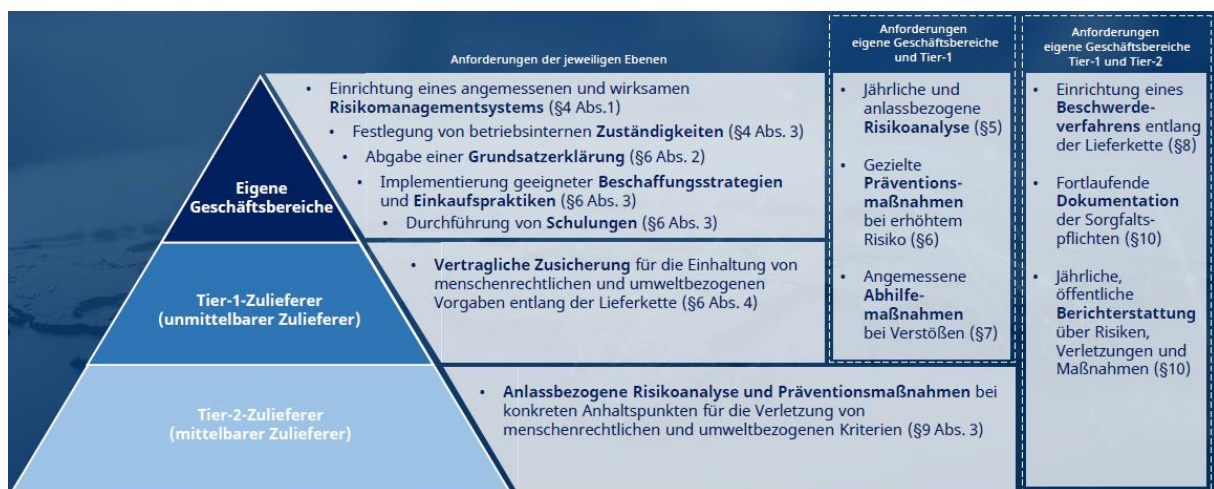 Anforderungen der jeweiligen Ebenen
Eigene
Geschäftsbereiche
• Einrichtung eines angemessenen und wirksamen
Risikomanagementsystems (§4 Abs.1)
• Festlegung von betriebsinternen Zuständigkeiten (§4 Abs. 3)
• Abgabe einer Grundsatzerklärung (§6 Abs. 2)
• Implementierung geeigneter Beschaffungsstrategien
und Einkaufspraktiken (§6 Abs. 3)
• Durchführung von Schulungen (§6 Abs. 3)
Tier-1-Zulieferer
(unmittelbarer Zulieferer)
• Vertragliche Zusicherung für die Einhaltung von
menschenrechtlichen und umweltbezogenen
Vorgaben entlang der Lieferkette (§6 Abs. 4)
Tier-2-Zulieferer
(mittelbarer Zulieferer)
• Anlassbezogene Risikoanalyse und Präventionsmaßnahmen bei
konkreten Anhaltspunkten für die Verletzung von
menschenrechtlichen und umweltbezogenen Kriterien (§9 Abs. 3)
Anforderungen
eigene Geschäftsbereiche
und Tier-1
• Jährliche und
anlassbezogene
Risikoanalyse (§5)
• Gezielte
Präventions-
maßnahmen
bei erhöhtem
Risiko (§6)
• Angemessene
Abhilfe-
maßnahmen
bei Verstößen (§7)
Anforderungen
eigene Geschäftsbereiche
Tier-1 und Tier-2
• Einrichtung eines
Beschwerde-
verfahrens entlang
der Lieferkette (§8)
• Fortlaufende
Dokumentation
der Sorgfalts-
pflichten (§10)
• Jährliche,
öffentliche
Berichterstattung
über Risiken,
Verletzungen und
Maßnahmen (§10)